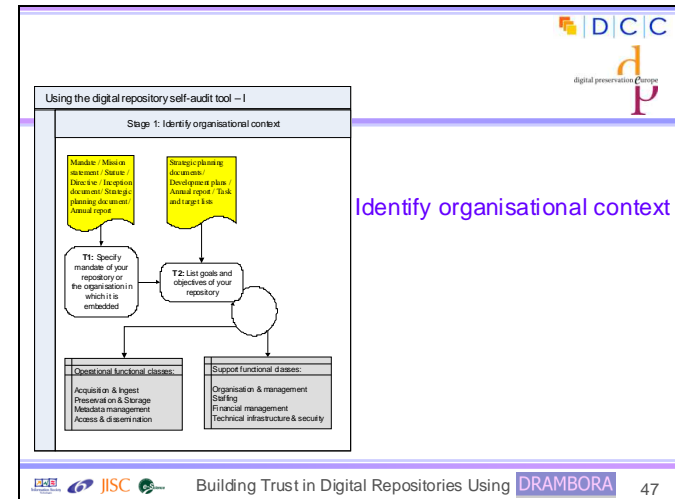 D C C
digital preservation europe
d
p
Using the digital repository self-audit tool – I
Stage 1: Identify organisational context
Mandate / Mission
statement / Statute /
Directive / Inception
document/ Strategic
planning document/
Annual report
Strategic planning
documents/
Development plans /
Annual report / Task
and target lists
Identify organisational context
T1: Specify
mandate of your
repository or
the organisation in
which it is
embedded
T2: List goals and
objectives of your
repository
Operational functional classes:
Acquisition & Ingest
Preservation & Storage
Metadata management
Access & dissemination
Support functional classes:
Organisation & management
Staffing
Financial management
Technical infrastructure & security
JISC
e-Science
Building Trust in Digital Repositories Using DRAMBORA
47